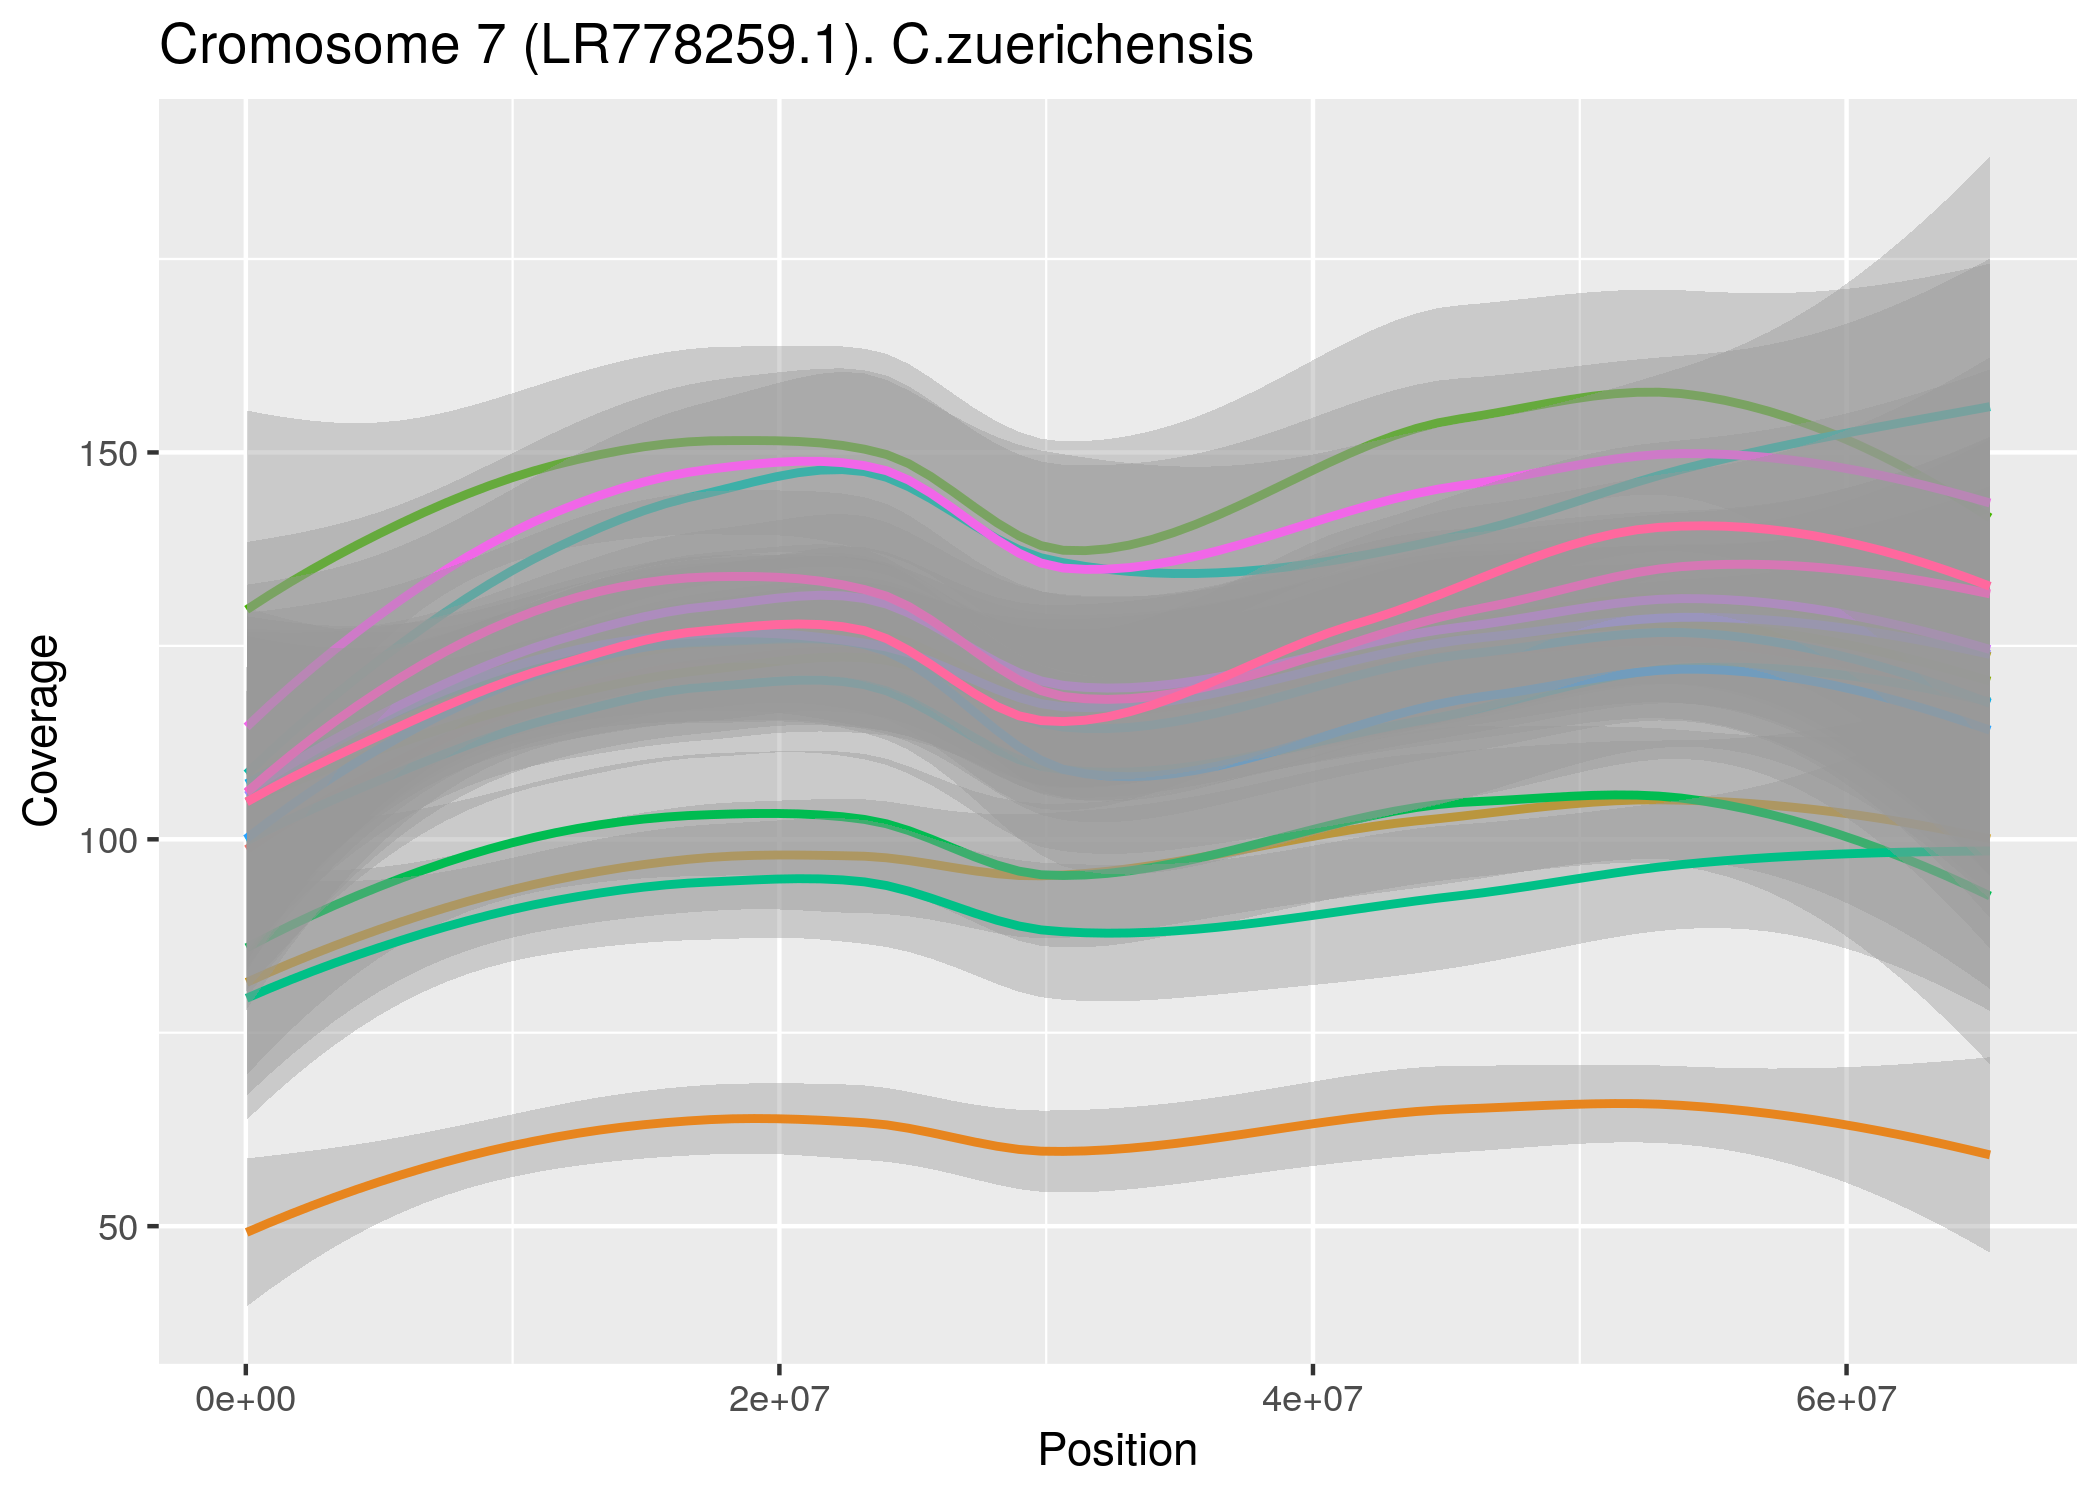 Cromosome 7 (LR778259.1). C.zuerichensis
Coverage
150
100
50
0e+00 2e+07 4e+07 6e+07
Position